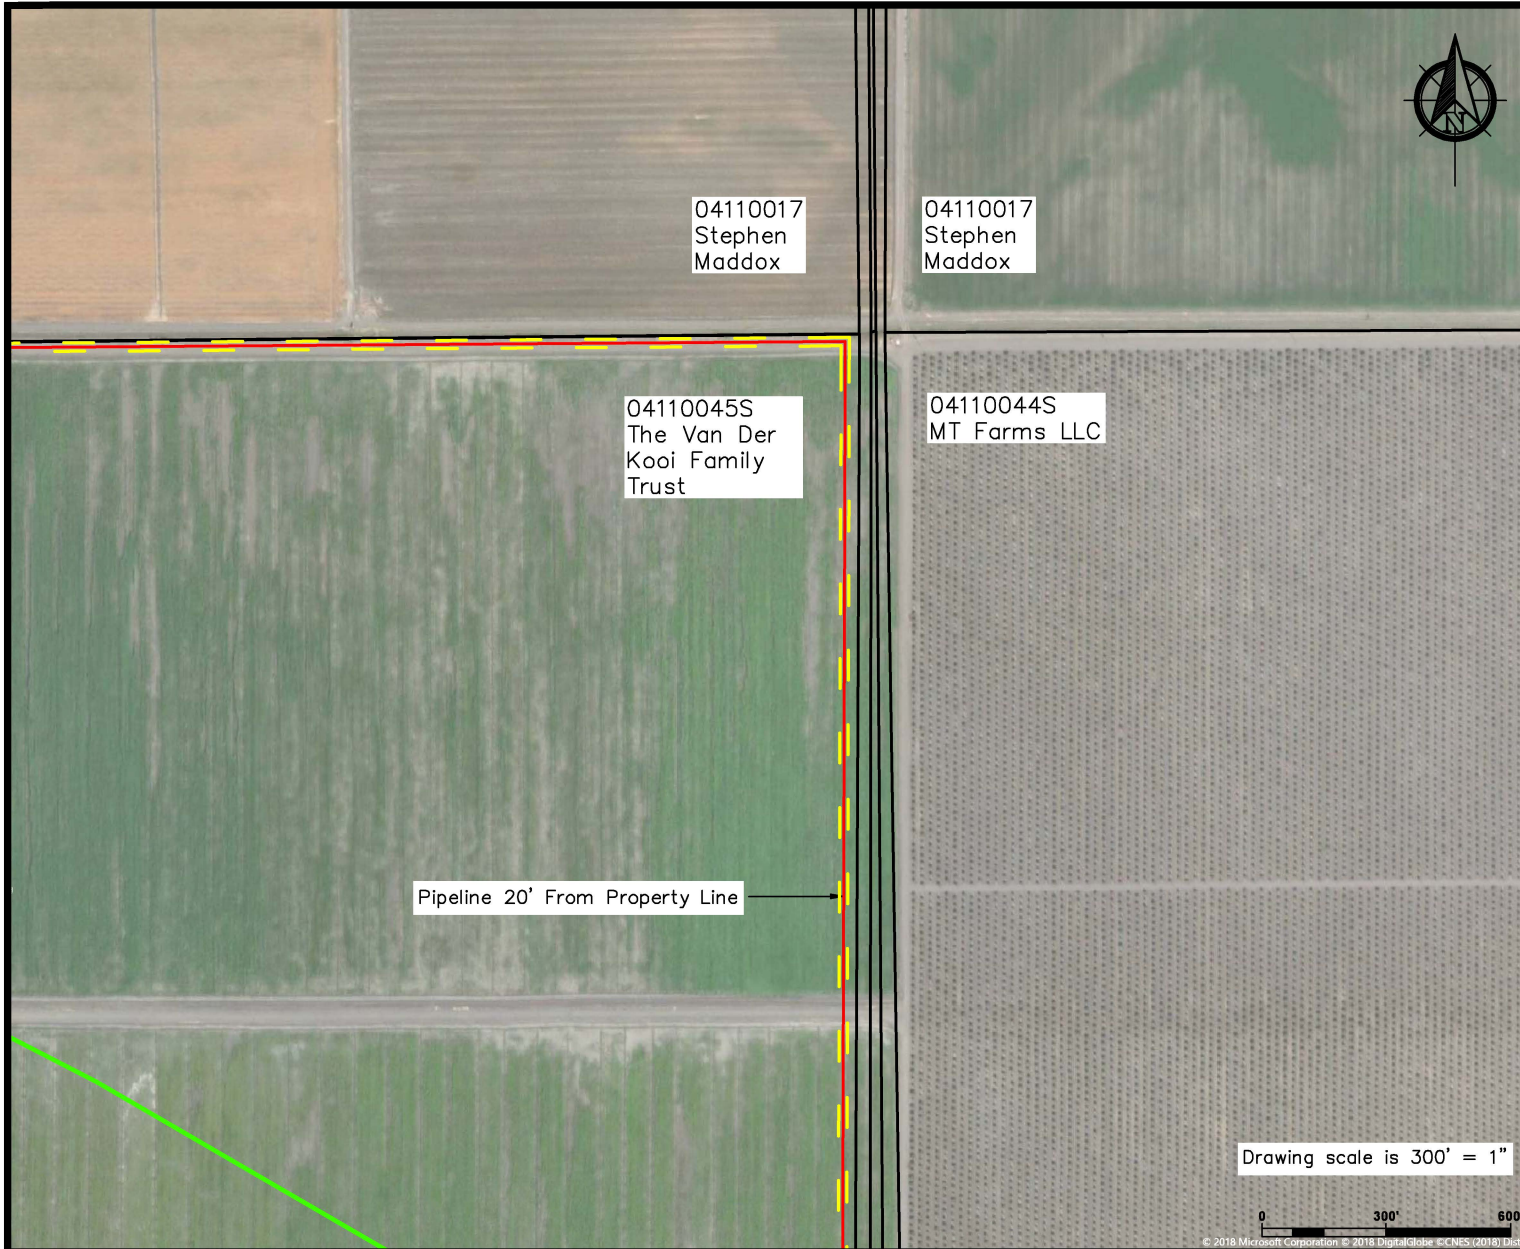 N
04110017
Stephen
Maddox
04110017
Stephen
Maddox
04110045S
The Van Der
Kooi Family
Trust
04110044S
MT Farms LLC
Pipeline 20' From Property Line
Drawing scale is 300' = 1"
0 300' 600
© 2018 Microsoft Corporation © 2018 DigitalGlobe ©CNES (2018) Dist